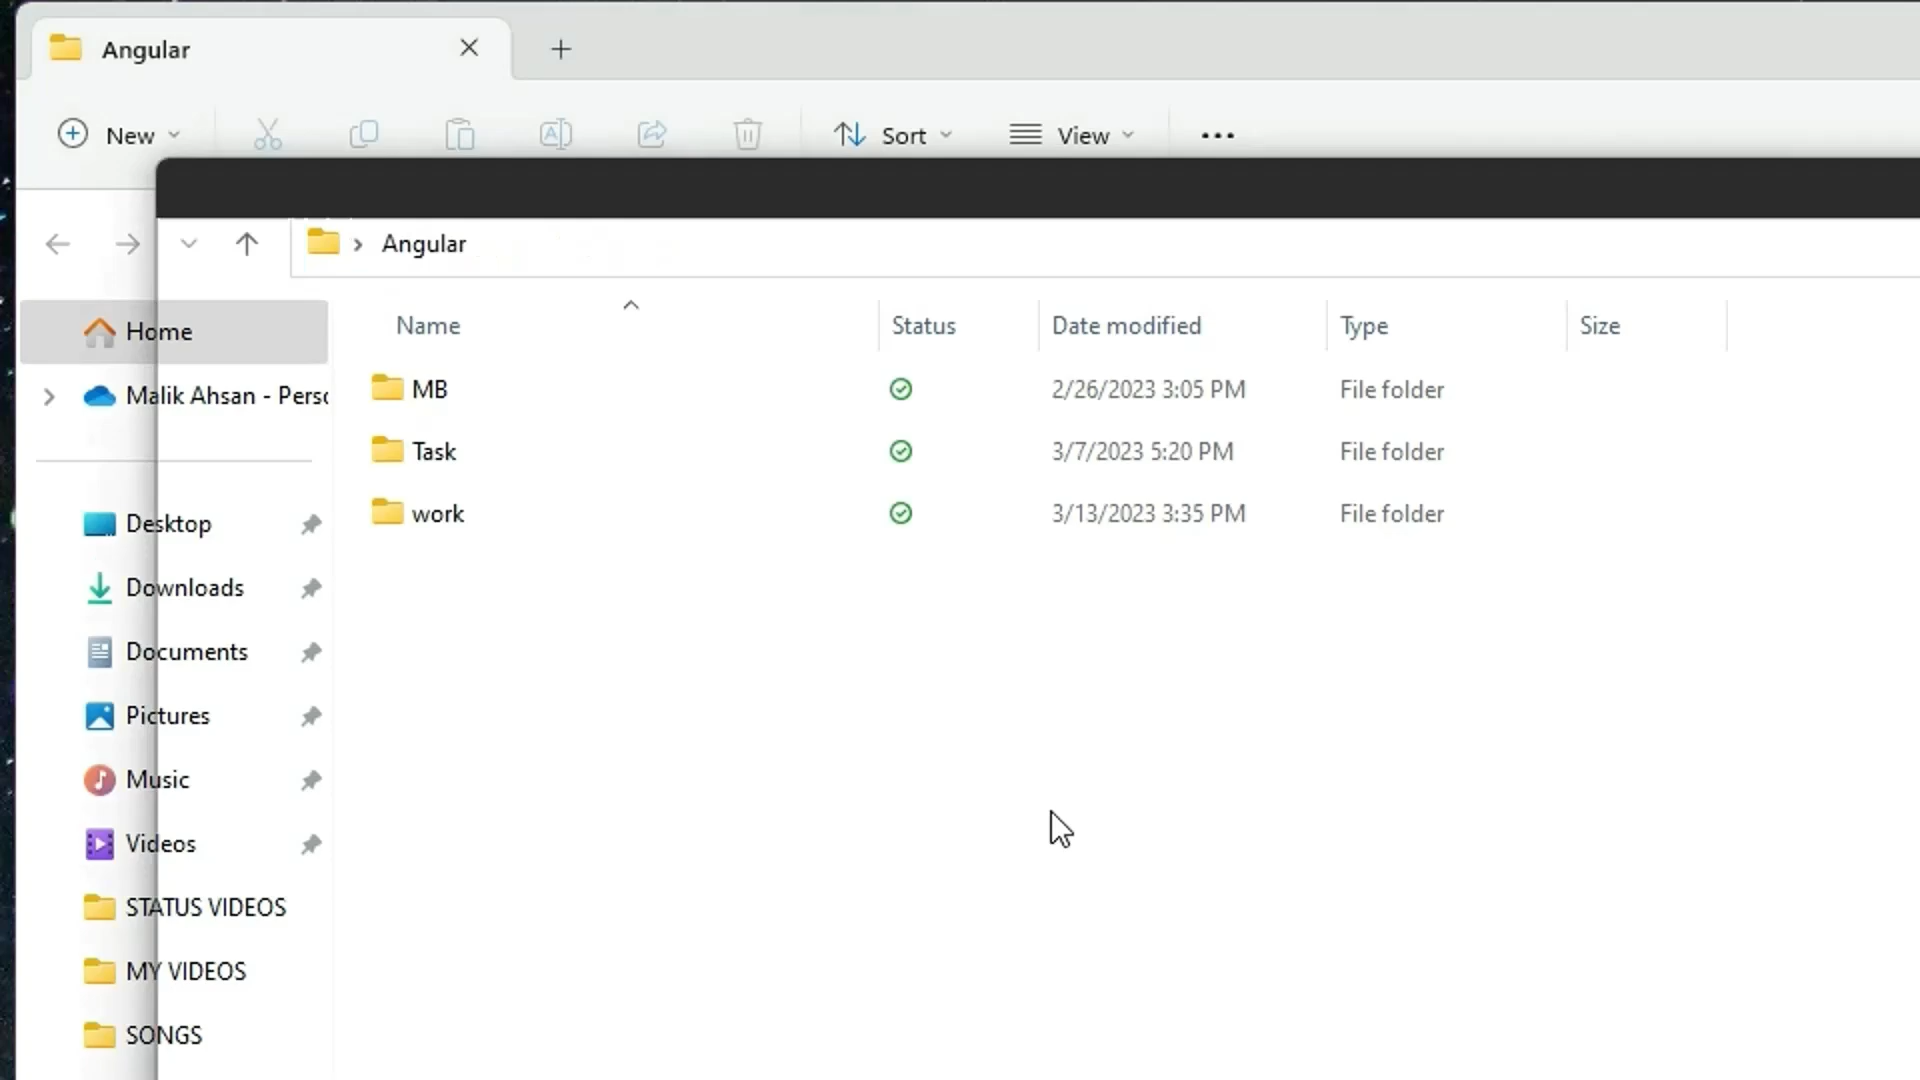 Angular
New
Sort
View
Angular
Name Status Date modified Type Size
MB 2/26/2023 3:05 PM File folder
Task 3/7/2023 5:20 PM File folder
work 3/13/2023 3:35 PM File folder
Home
Malik Ahsan - Perso
Desktop
Downloads
Documents
Pictures
Music
Videos
STATUS VIDEOS
MY VIDEOS
SONGS